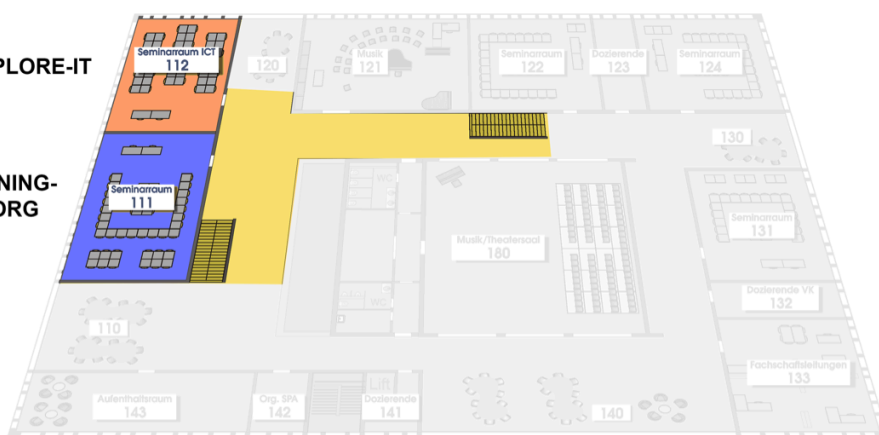 PLORE-IT
NING-
ORG
Seminarraum ICT
112
120
Musik
121
Seminarraum
122
Dozierende
123
Seminarraum
124
130
Seminarraum
111
WC
Musik/Theatersaal
180
Seminarraum
131
WC
Dozierende VK
132
110
Fachschaftsleitungen
133
Aufenthaltsraum
143
Org. SPA
142
Lift
Dozierende
141
140